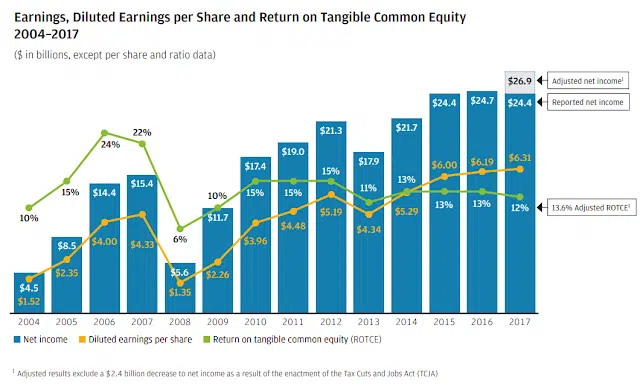 Earnings, Diluted Earnings per Share and Return on Tangible Common Equity
2004–2017
($ in billions, except per share and ratio data)
$26.9
Adjusted net income¹
$24.4 $24.7 $24.4
Reported net income
$21.3 $21.7
22%
24%
$19.0
$17.4 $17.9
$14.4 $15.4
15% 10% 15% 15% 15% 11% 13% $6.00 $6.19 $6.31
10% $11.7 13% 13% 12%
13.6% Adjusted ROTCE¹
$8.5 $4.00 $4.33 6% $3.96 $4.48 $5.19 $4.34 $5.29
$4.5 $2.35 $5.6 $2.26
$1.52 $1.35
2004 2005 2006 2007 2008 2009 2010 2011 2012 2013 2014 2015 2016 2017
Net income Diluted earnings per share Return on tangible common equity (ROTCE)
¹ Adjusted results exclude a $2.4 billion decrease to net income as a result of the enactment of the Tax Cuts and Jobs Act (TCJA)